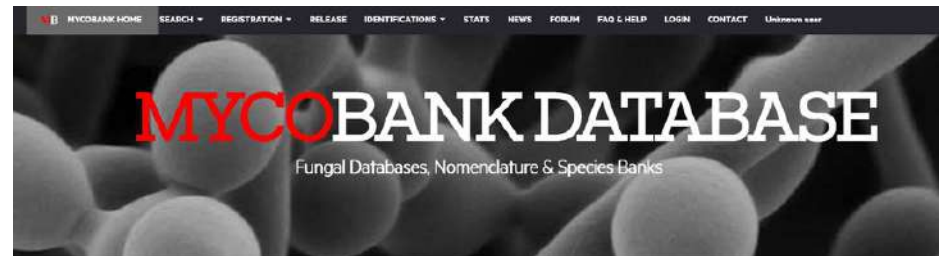 MB MYCOBANK HOME SEARCH REGISTRATION RELEASE IDENTIFICATIONS STATS NEWS FORUM FAQ & HELP LOGIN CONTACT Unknown user
MYCOBANK DATABASE
Fungal Databases, Nomenclature & Species Banks